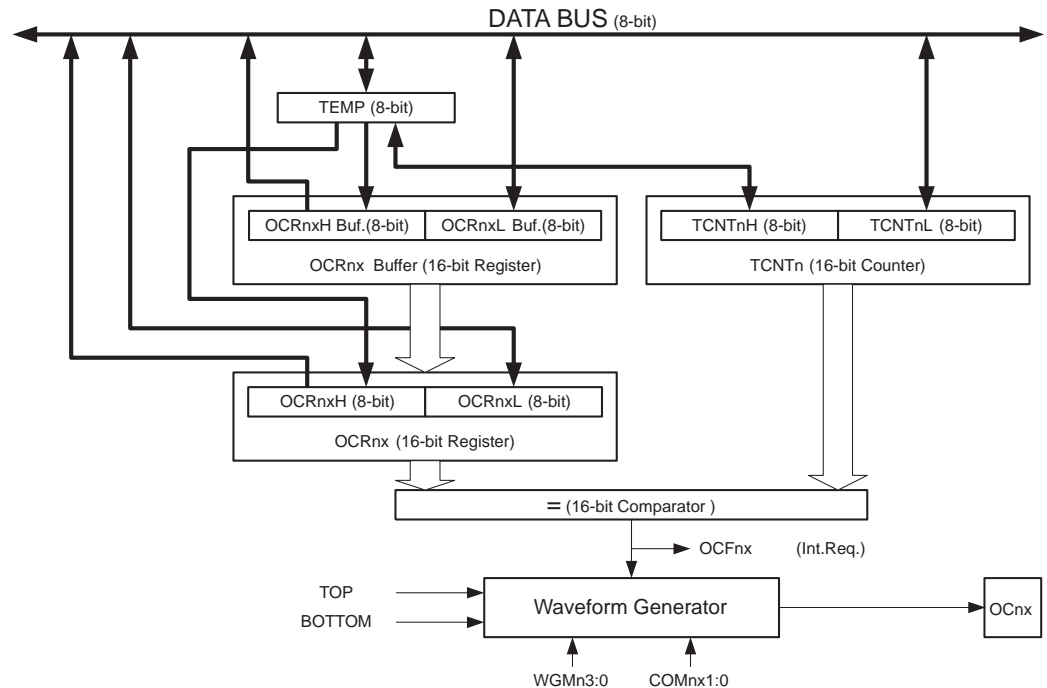 DATA BUS (8-bit)
TEMP (8-bit)
OCRnxH Buf.(8-bit)
OCRnxL Buf.(8-bit)
OCRnx Buffer (16-bit Register)
TCNTnH (8-bit)
TCNTnL (8-bit)
TCNTn (16-bit Counter)
OCRnxH (8-bit)
OCRnxL (8-bit)
OCRnx (16-bit Register)
= (16-bit Comparator )
OCFnx (Int.Req.)
TOP
BOTTOM
Waveform Generator
OCnx
WGMn3:0
COMnx1:0